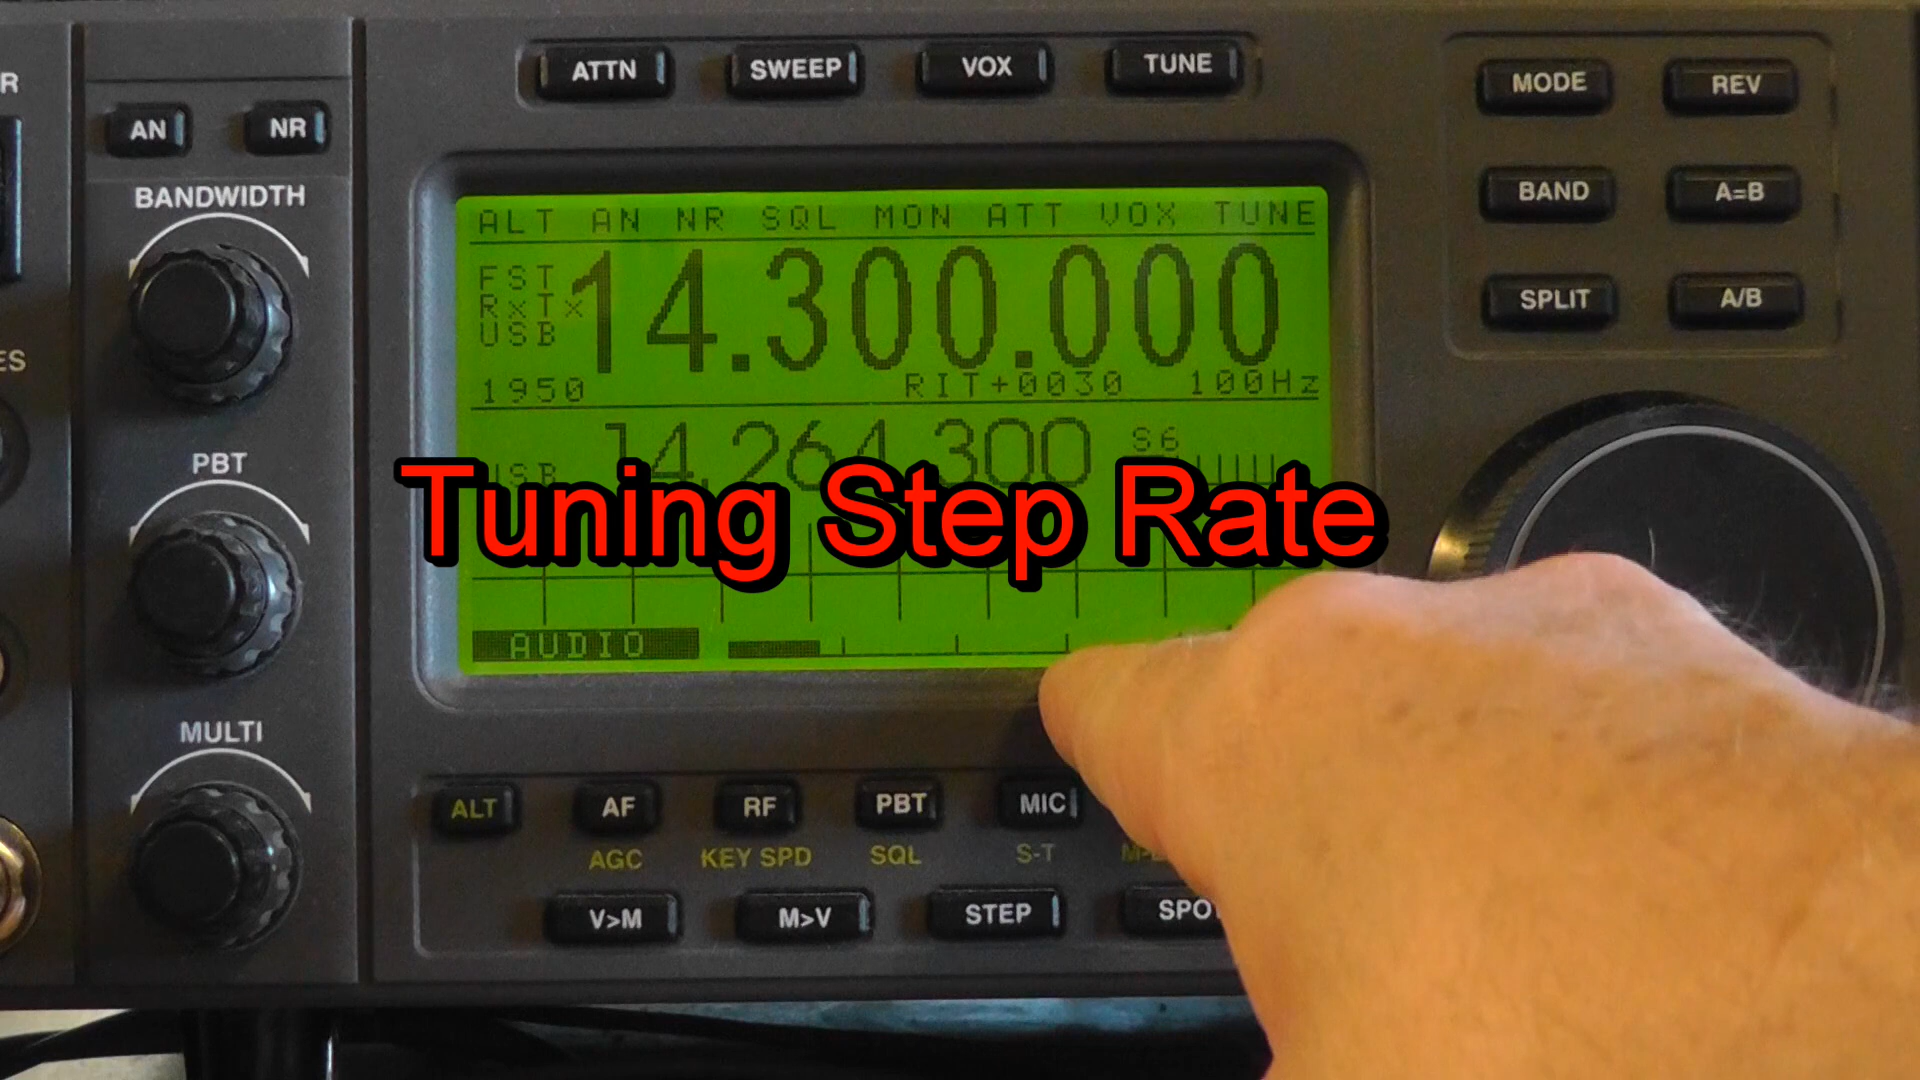 R
ATTN SWEEP VOX TUNE
MODE REV
AN NR
BANDWIDTH
BAND A=B
ALT AN NR SQL MON ATT VOX TUNE
FST
RxTx
USB
14.300.000
SPLIT A/B
1950 RIT+0030 100Hz
ES
14.264.300 S6
USB
PBT
Tuning Step Rate
AUDIO
MULTI
ALT AF RF PBT MIC
AGC KEY SPD SQL S-T
V>M M>V STEP SPO